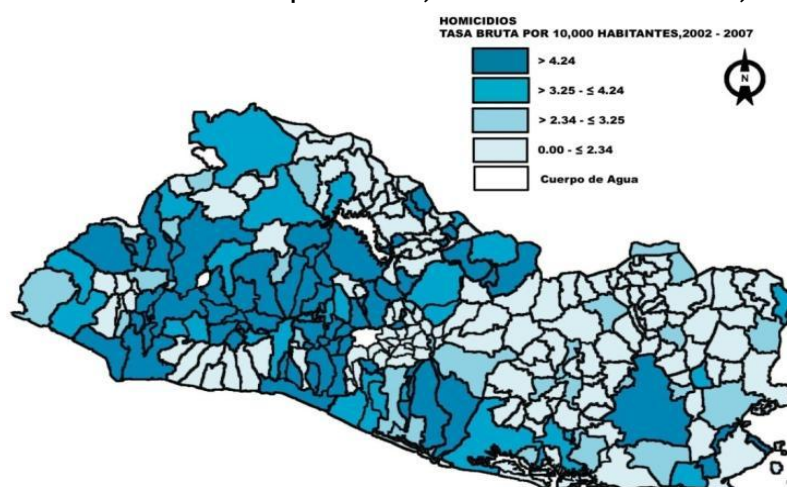 HOMICIDIOS
TASA BRUTA POR 10,000 HABITANTES,2002 - 2007
> 4.24
> 3.25 - ≤ 4.24
> 2.34 - ≤ 3.25
0.00 - ≤ 2.34
Cuerpo de Agua
N